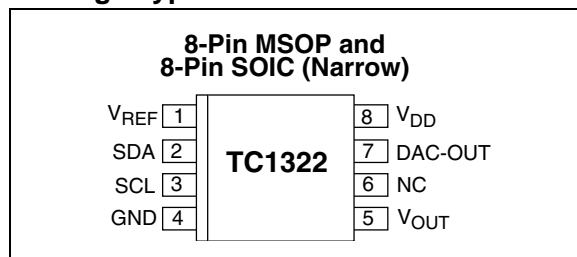 8-Pin MSOP and
8-Pin SOIC (Narrow)
VREF 1 8 VDD
SDA 2 TC1322 7 DAC-OUT
SCL 3 6 NC
GND 4 5 VOUT